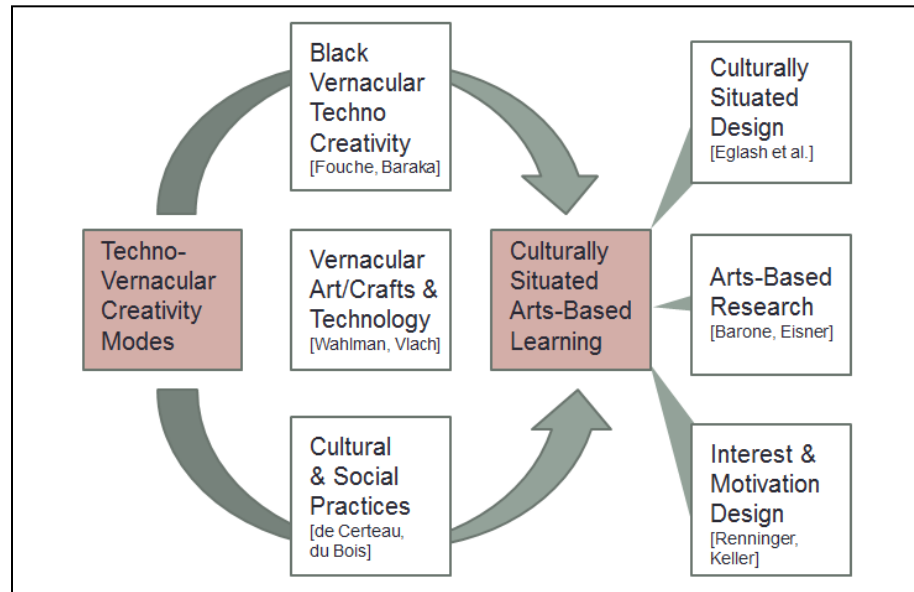 Black
Vernacular
Techno
Creativity
[Fouche, Baraka]
Culturally
Situated
Design
[Eglash et al.]
Techno-
Vernacular
Creativity
Modes
Vernacular
Art/Crafts &
Technology
[Wahlman, Vlach]
Culturally
Situated
Arts-Based
Learning
Arts-Based
Research
[Barone, Eisner]
Cultural
& Social
Practices
[de Certeau,
du Bois]
Interest &
Motivation
Design
[Renninger,
Keller]